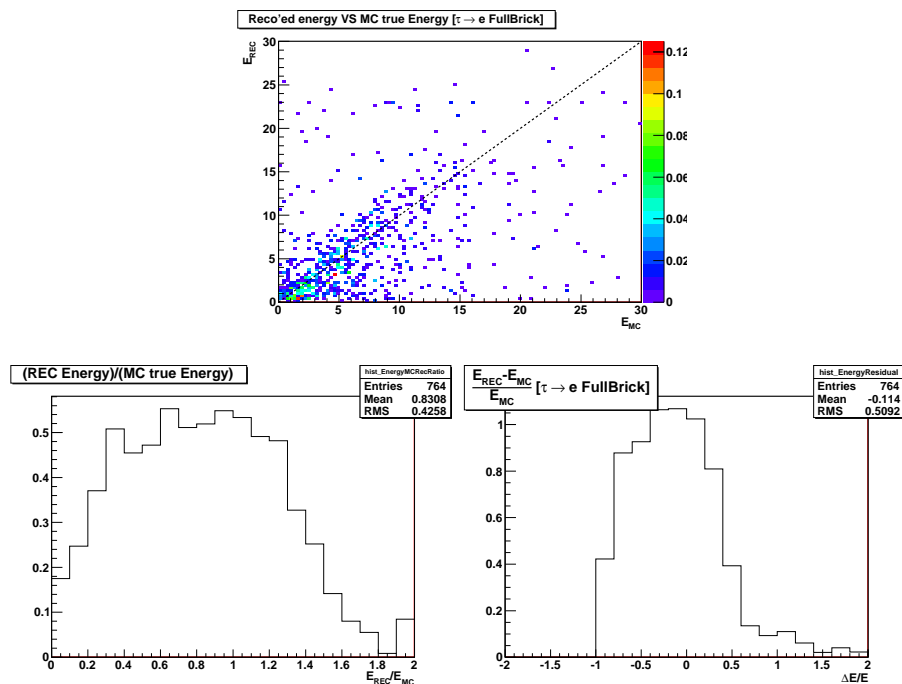 Reco'ed energy VS MC true Energy [τ → e FullBrick]
E_REC
30
25
20
15
10
5
0
0 5 10 15 20 25 30
E_MC
0.12
0.1
0.08
0.06
0.04
0.02
0
(REC Energy)/(MC true Energy)
hist_EnergyMCRecRatio
Entries 764
Mean 0.8308
RMS 0.4258
0.5
0.4
0.3
0.2
0.1
0
0 0.2 0.4 0.6 0.8 1 1.2 1.4 1.6 1.8 2
E_REC/E_MC
E_REC-E_MC
E_MC [τ → e FullBrick]
hist_EnergyResidual
Entries 764
Mean -0.114
RMS 0.5092
1
0.8
0.6
0.4
0.2
0
-2 -1.5 -1 -0.5 0 0.5 1 1.5 2
ΔE/E